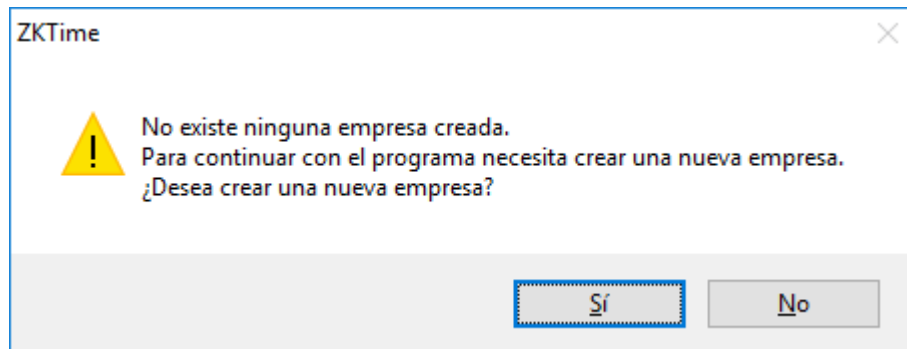 ZKTime
No existe ninguna empresa creada.
Para continuar con el programa necesita crear una nueva empresa.
¿Desea crear una nueva empresa?
Sí
No